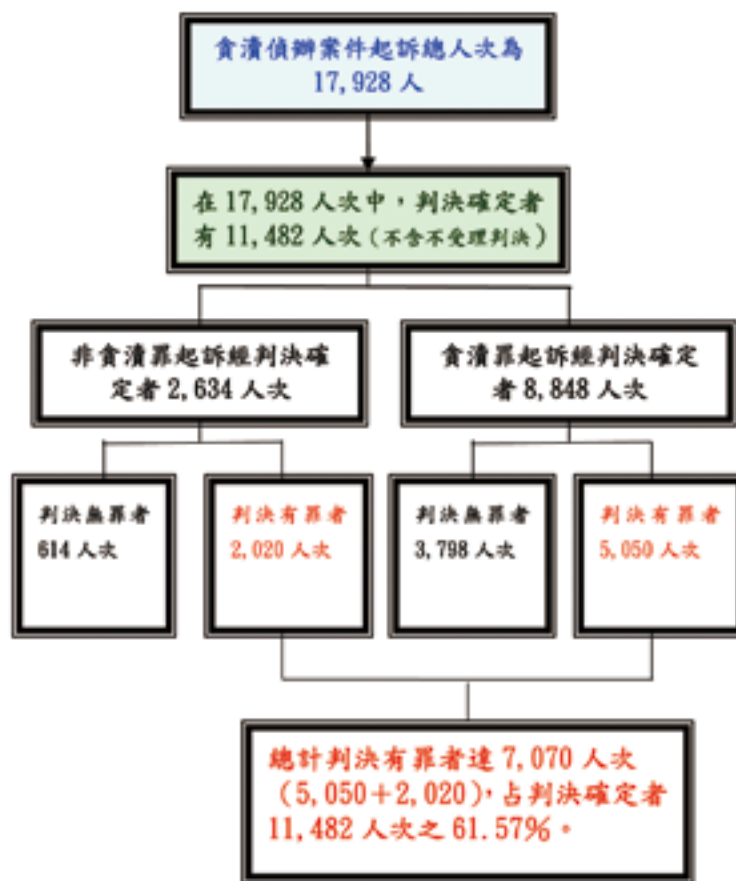 貪瀆偵辦案件起訴總人次為
17,928 人
在 17,928 人次中，判決確定者
有 11,482 人次（不含不受理判決）
非貪瀆罪起訴經判決確
定者 2,634 人次
貪瀆罪起訴經判決確定
者 8,848 人次
判決無罪者
614 人次
判決有罪者
2,020 人次
判決無罪者
3,798 人次
判決有罪者
5,050 人次
總計判決有罪者達 7,070 人次
（5,050＋2,020），占判決確定者
11,482 人次之 61.57%。